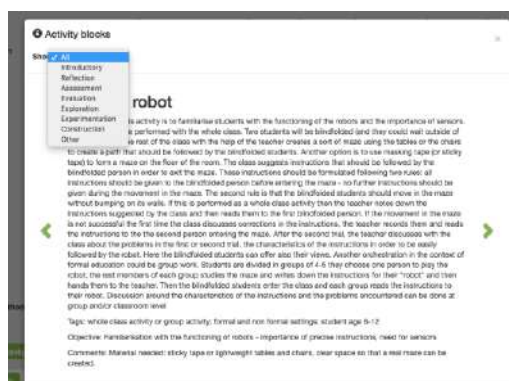 Activity blocks
×
Sho
✓ All
Introductory
Reflection
Assessment
Evaluation
Exploration
Experimentation
Construction
Other
robot
activity is to familiarise students with the functioning of the robots and the importance of sensors.
performed with the whole class. Two students will be blindfolded (and they could wait outside of
rest of the class with the help of the teacher creates a sort of maze using the tables or the chairs
to create a path that should be followed by the blindfolded students. Another option is to use masking tape (or sticky
tape) to form a maze on the floor of the room. The class suggests instructions that should be followed by the
blindfolded person in order to exit the maze. These instructions should be formulated following two rules: all
instructions should be given to the blindfolded person before entering the maze - no further instructions should be
given during the movement in the maze. The second rule is that the blindfolded students should move in the maze
without bumping on its walls. If this is performed as a whole class activity then the teacher notes down the
instructions suggested by the class and then reads them to the first blindfolded person. If the movement in the maze
is not successful the first time the class discusses corrections in the instructions, the teacher records them and reads
the instructions to the the second person entering the maze. After the second trial, the teacher discusses with the
class about the problems in the first or second trial, the characteristics of the instructions in order to be easily
followed by the robot. Here the blindfolded students can offer also their views. Another orchestration in the context of
formal education could be group work. Students are divided in groups of 4-5 they choose one person to play the
robot, the rest members of each group studies the maze and writes down the instructions for their "robot" and then
hands them to the teacher. Then the blindfolded students enter the class and each group reads the instructions to
their robot. Discussion around the characteristics of the instructions and the problems encountered can be done at
group and/or classroom level
Tags: whole class activity or group activity; formal and non formal settings; student age 8-12
Objective: Familiarisation with the functioning of robots - importance of precise instructions, need for sensors
Comments: Material needed: sticky tape or lightweight tables and chairs, clear space so that a real maze can be
created.